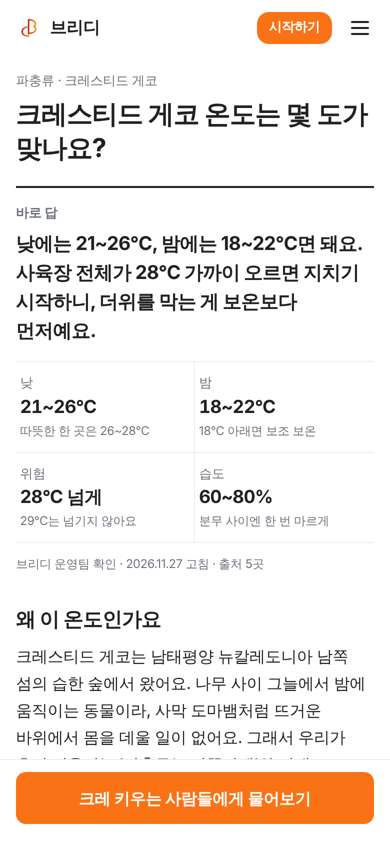 브리디
시작하기
파충류 · 크레스티드 게코
크레스티드 게코 온도는 몇 도가
맞나요?
바로 답
낮에는 21~26°C, 밤에는 18~22°C면 돼요.
사육장 전체가 28°C 가까이 오르면 지치기
시작하니, 더위를 막는 게 보온보다
먼저예요.
낮
21~26°C
따뜻한 한 곳은 26~28°C
밤
18~22°C
18°C 아래면 보조 보온
위험
28°C 넘게
29°C는 넘기지 않아요
습도
60~80%
분무 사이엔 한 번 마르게
브리디 운영팀 확인 · 2026.11.27 고침 · 출처 5곳
왜 이 온도인가요
크레스티드 게코는 남태평양 뉴칼레도니아 남쪽
섬의 습한 숲에서 왔어요. 나무 사이 그늘에서 밤에
움직이는 동물이라, 사막 도마뱀처럼 뜨거운
바위에서 몸을 데울 일이 없어요. 그래서 우리가
크레 키우는 사람들에게 물어보기